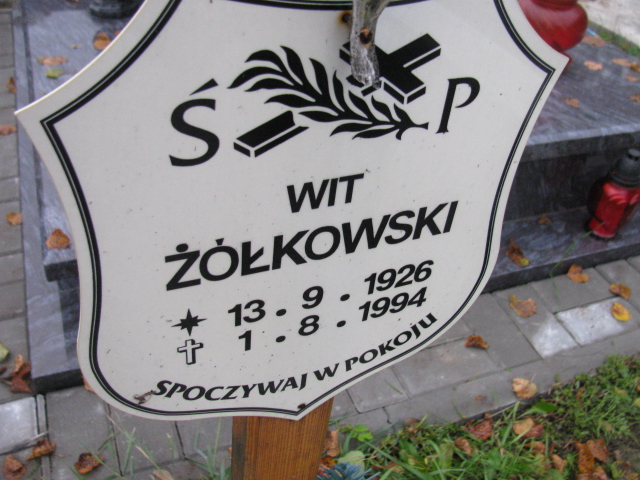 Ś P
WIT
ŻÓŁKOWSKI
13 . 9 . 1926
1 . 8 . 1994
SPOCZYWAJ W POKOJU